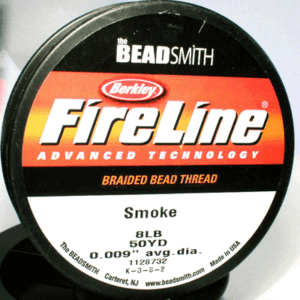 the BEADSMITH
Berkley
FireLine®
ADVANCED TECHNOLOGY
BRAIDED BEAD THREAD
Smoke
8LB
50YD
0.009" avg.dia.
1128732
K-3-6-2
The BEADSMITH Carteret, NJ www.beadsmith.com Made in USA